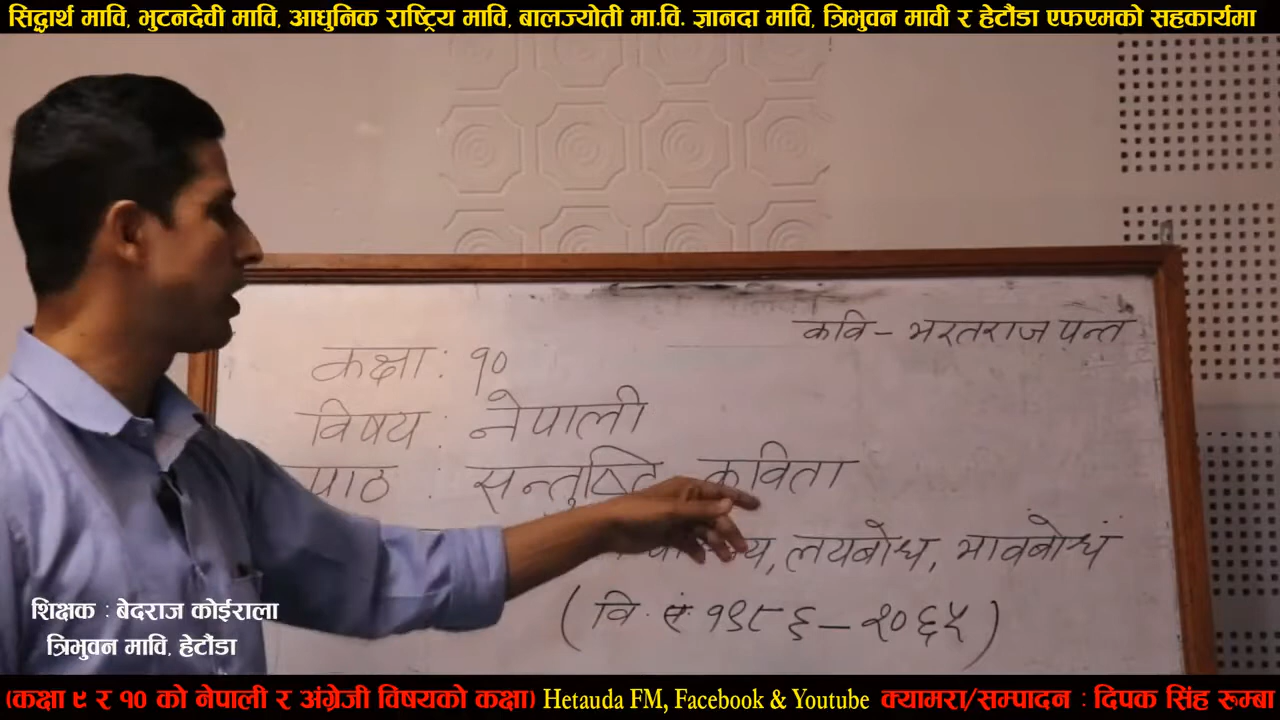 सिद्धार्थ मावि, भुटनदेवी मावि, आधुनिक राष्ट्रिय मावि, बालज्योती मा.वि. ज्ञानदा मावि, त्रिभुवन मावी र हेटौंडा एफएमको सहकार्यमा
कवि – भरतराज पन्त
कक्षा : १०
विषय : नेपाली
पाठ : सन्तुष्टि कविता
लयबोध, भावबोध
(वि. सं. १९८६ – २०६५)
शिक्षक : बेदराज कोईराला
त्रिभुवन मावि, हेटौंडा
(कक्षा ९ र १० को नेपाली र अंग्रेजी विषयको कक्षा) Hetauda FM, Facebook & Youtube क्यामरा/सम्पादन : दिपक सिंह रुम्बा